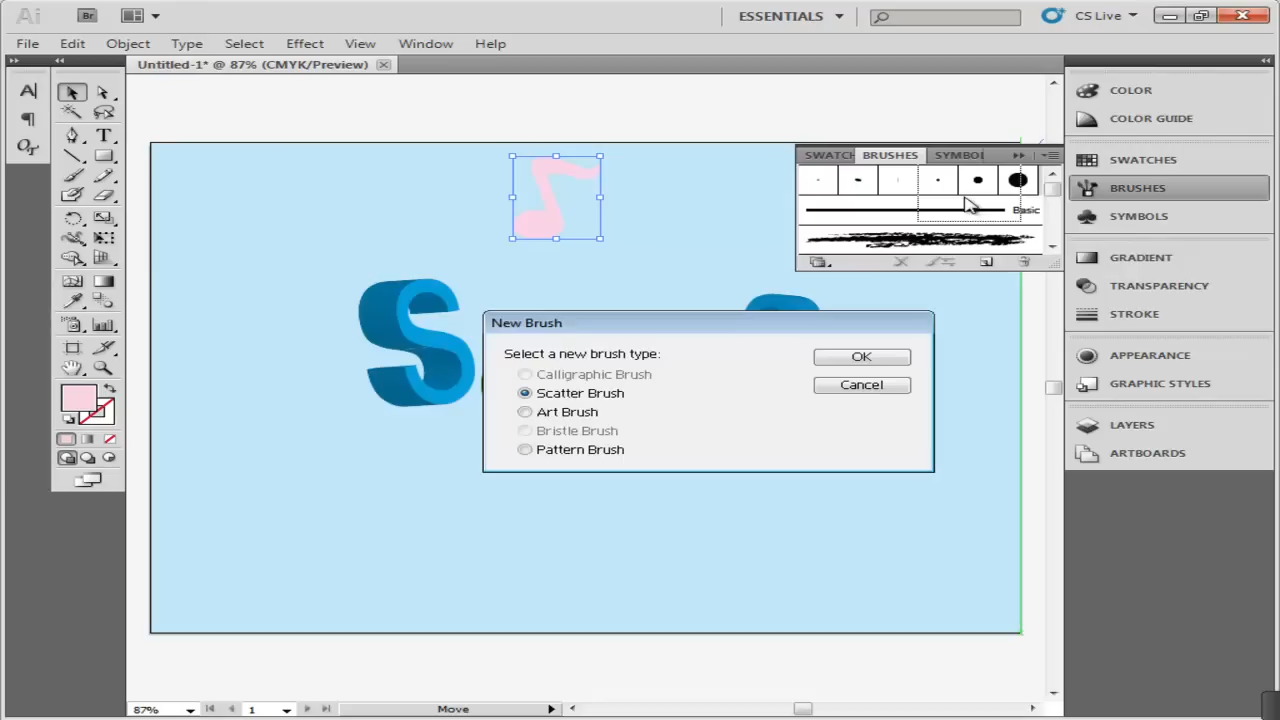 Ai Br ESSENTIALS CS Live
File Edit Object Type Select Effect View Window Help
Untitled-1* @ 87% (CMYK/Preview)
SWATCH BRUSHES SYMBOL
Basic
S
New Brush
Select a new brush type:
Calligraphic Brush
Scatter Brush
Art Brush
Bristle Brush
Pattern Brush
OK
Cancel
COLOR
COLOR GUIDE
SWATCHES
BRUSHES
SYMBOLS
GRADIENT
TRANSPARENCY
STROKE
APPEARANCE
GRAPHIC STYLES
LAYERS
ARTBOARDS
87% 1 Move